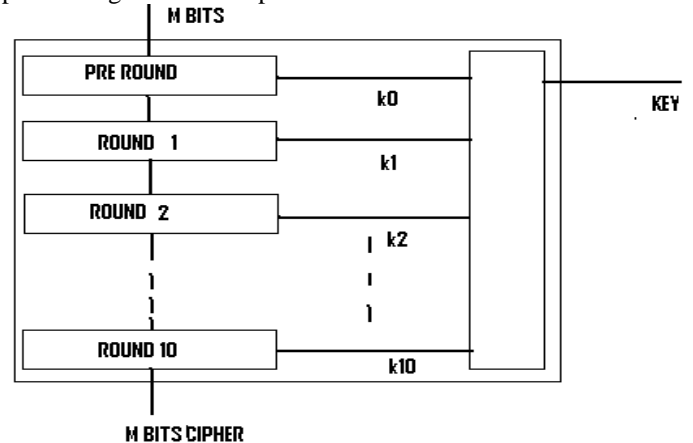 M BITS
PRE ROUND
k0
KEY
ROUND 1
k1
ROUND 2
k2
ROUND 10
k10
M BITS CIPHER